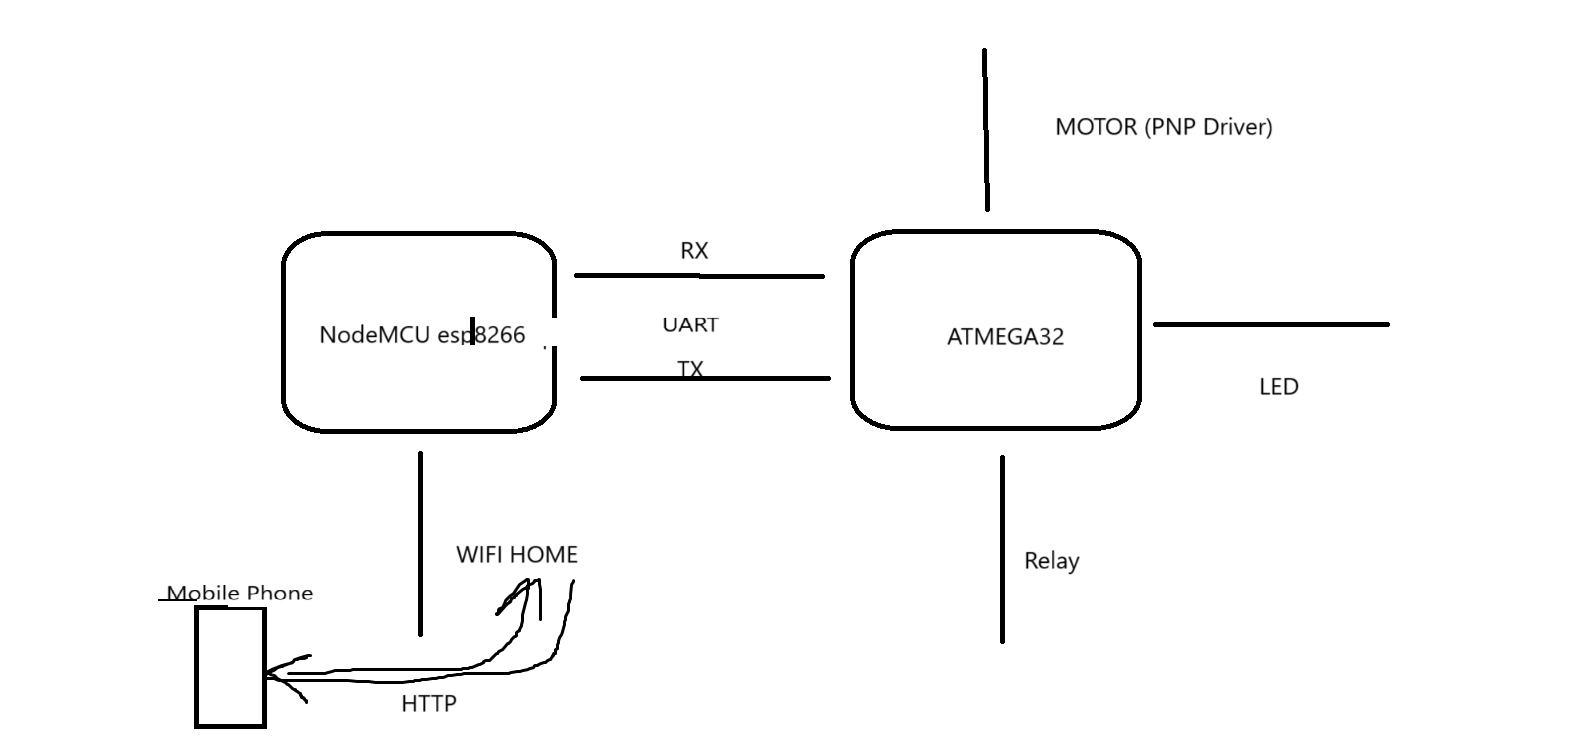 MOTOR (PNP Driver)
RX
NodeMCU esp8266
UART
ATMEGA32
TX
LED
WIFI HOME
Relay
Mobile Phone
HTTP